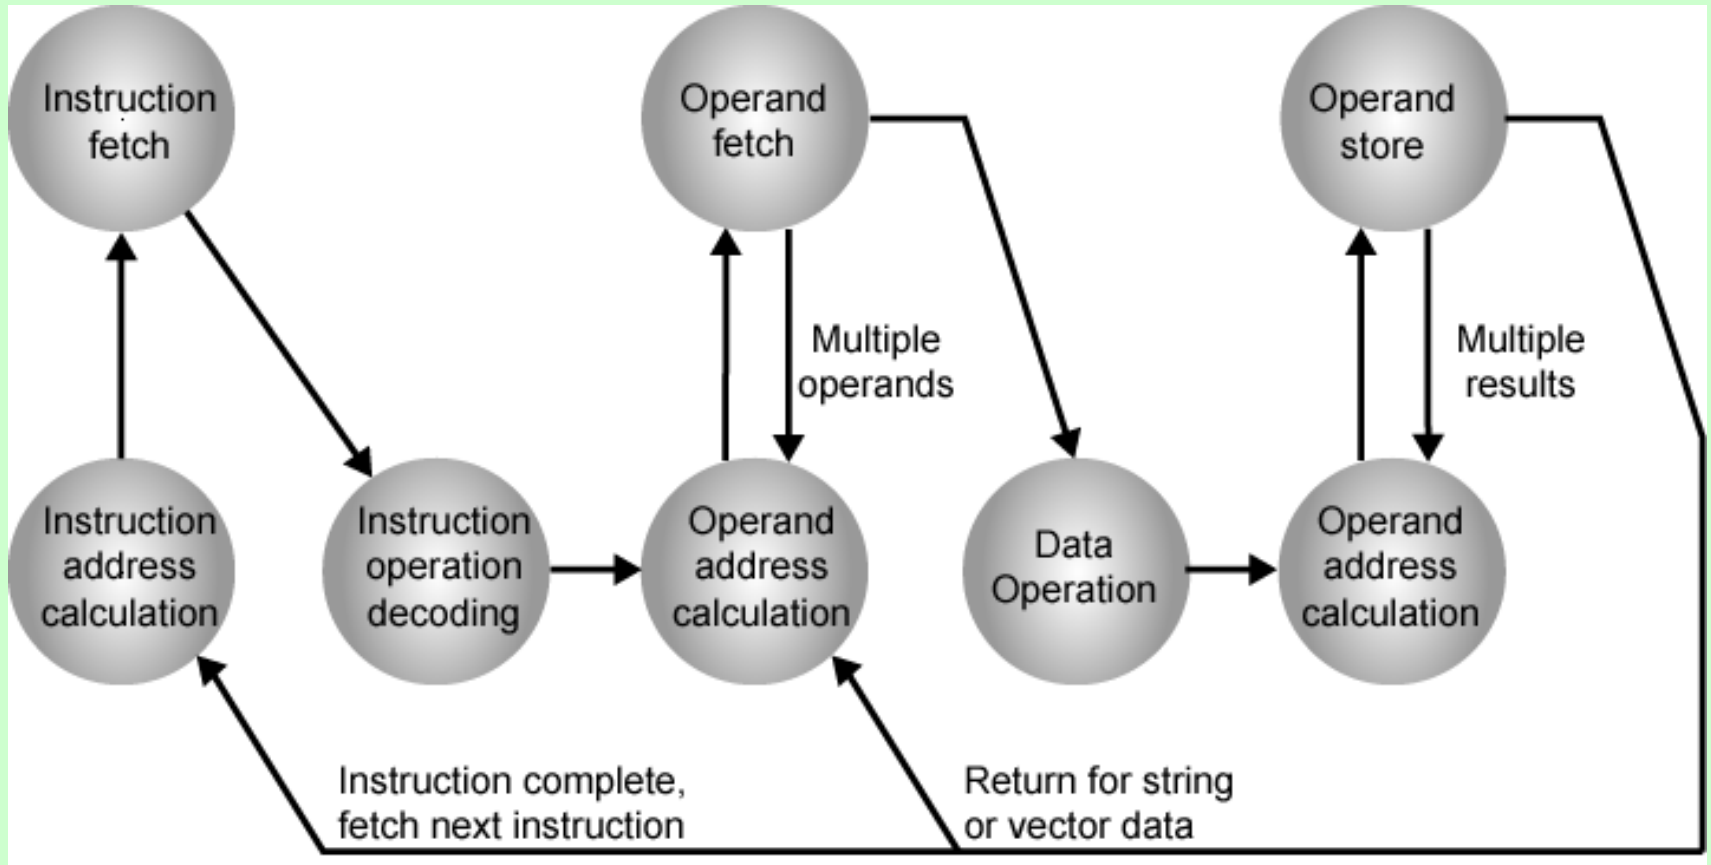 Instruction
fetch
Operand
fetch
Operand
store
Multiple
operands
Multiple
results
Instruction
address
calculation
Instruction
operation
decoding
Operand
address
calculation
Data
Operation
Operand
address
calculation
Instruction complete,
fetch next instruction
Return for string
or vector data